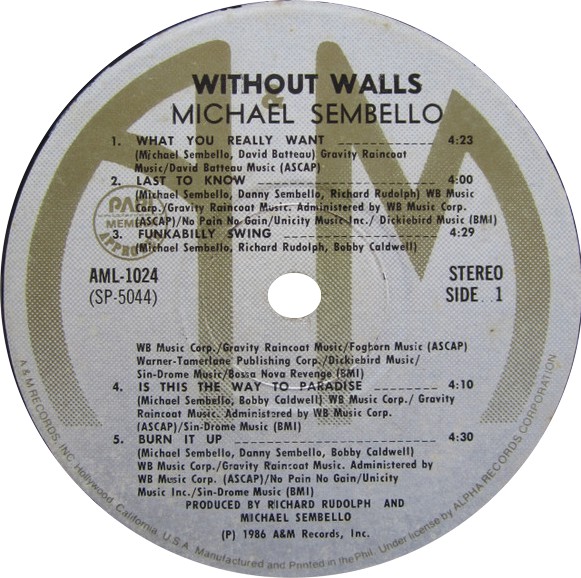 WITHOUT WALLS
MICHAEL SEMBELLO
1. WHAT YOU REALLY WANT 4:23
(Michael Sembello, David Batteau) Gravity Raincoat
Music/David Batteau Music (ASCAP)
2. LAST TO KNOW 4:00
(Michael Sembello, Danny Sembello, Richard Rudolph) WB Music
Corp./Gravity Raincoat Music. Administered by WB Music Corp.
(ASCAP)/No Pain No Gain/Unicity Music Inc./ Dickiebird Music (BMI)
3. FUNKABILLY SWING 4:29
(Michael Sembello, Richard Rudolph, Bobby Caldwell)
MEMBER
APPROVED
AML-1024
(SP-5044)
STEREO
SIDE 1
WB Music Corp./Gravity Raincoat Music/Foghorn Music (ASCAP)
Warner-Tamerlane Publishing Corp./Dickiebird Music/
Sin-Drome Music/Bossa Nova Revenge (BMI)
4. IS THIS THE WAY TO PARADISE 4:10
(Michael Sembello, Bobby Caldwell) WB Music Corp./ Gravity
Raincoat Music. Administered by WB Music Corp.
(ASCAP)/Sin-Drome Music (BMI)
5. BURN IT UP 4:30
(Michael Sembello, Danny Sembello, Bobby Caldwell)
WB Music Corp./Gravity Raincoat Music. Administered by
WB Music Corp. (ASCAP)/No Pain No Gain/Unicity
Music Inc./Sin-Drome Music (BMI)
PRODUCED BY RICHARD RUDOLPH AND
MICHAEL SEMBELLO
(P) 1986 A&M Records, Inc.
A & M RECORDS, INC. Hollywood, California, U.S.A. Manufactured and Printed in the Phil. Under license by ALPHA RECORDS CORPORATION
A&M